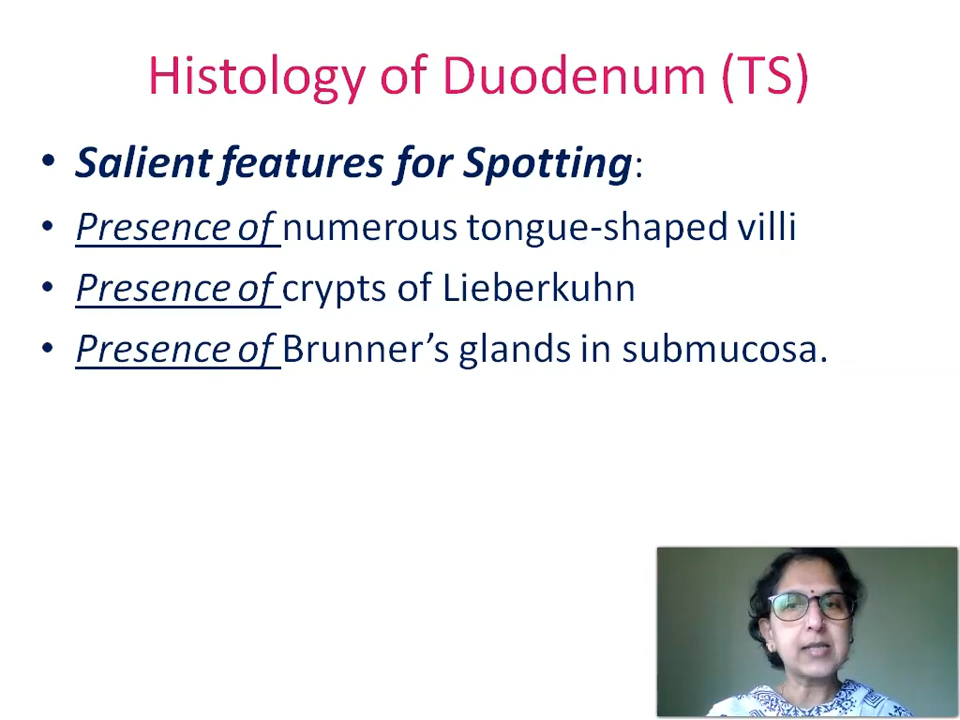 Histology of Duodenum (TS)
• Salient features for Spotting:
• Presence of numerous tongue-shaped villi
• Presence of crypts of Lieberkuhn
• Presence of Brunner’s glands in submucosa.